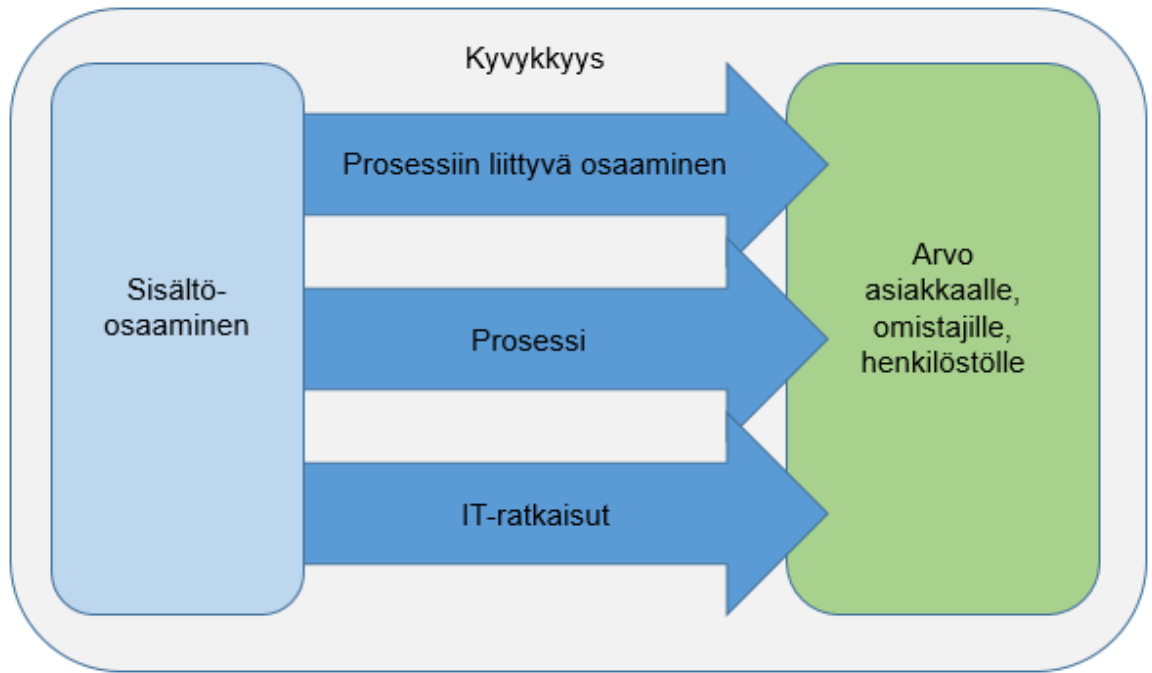 Kyvykkyys
Sisältö-
osaaminen
Prosessiin liittyvä osaaminen
Prosessi
IT-ratkaisut
Arvo
asiakkaalle,
omistajille,
henkilöstölle